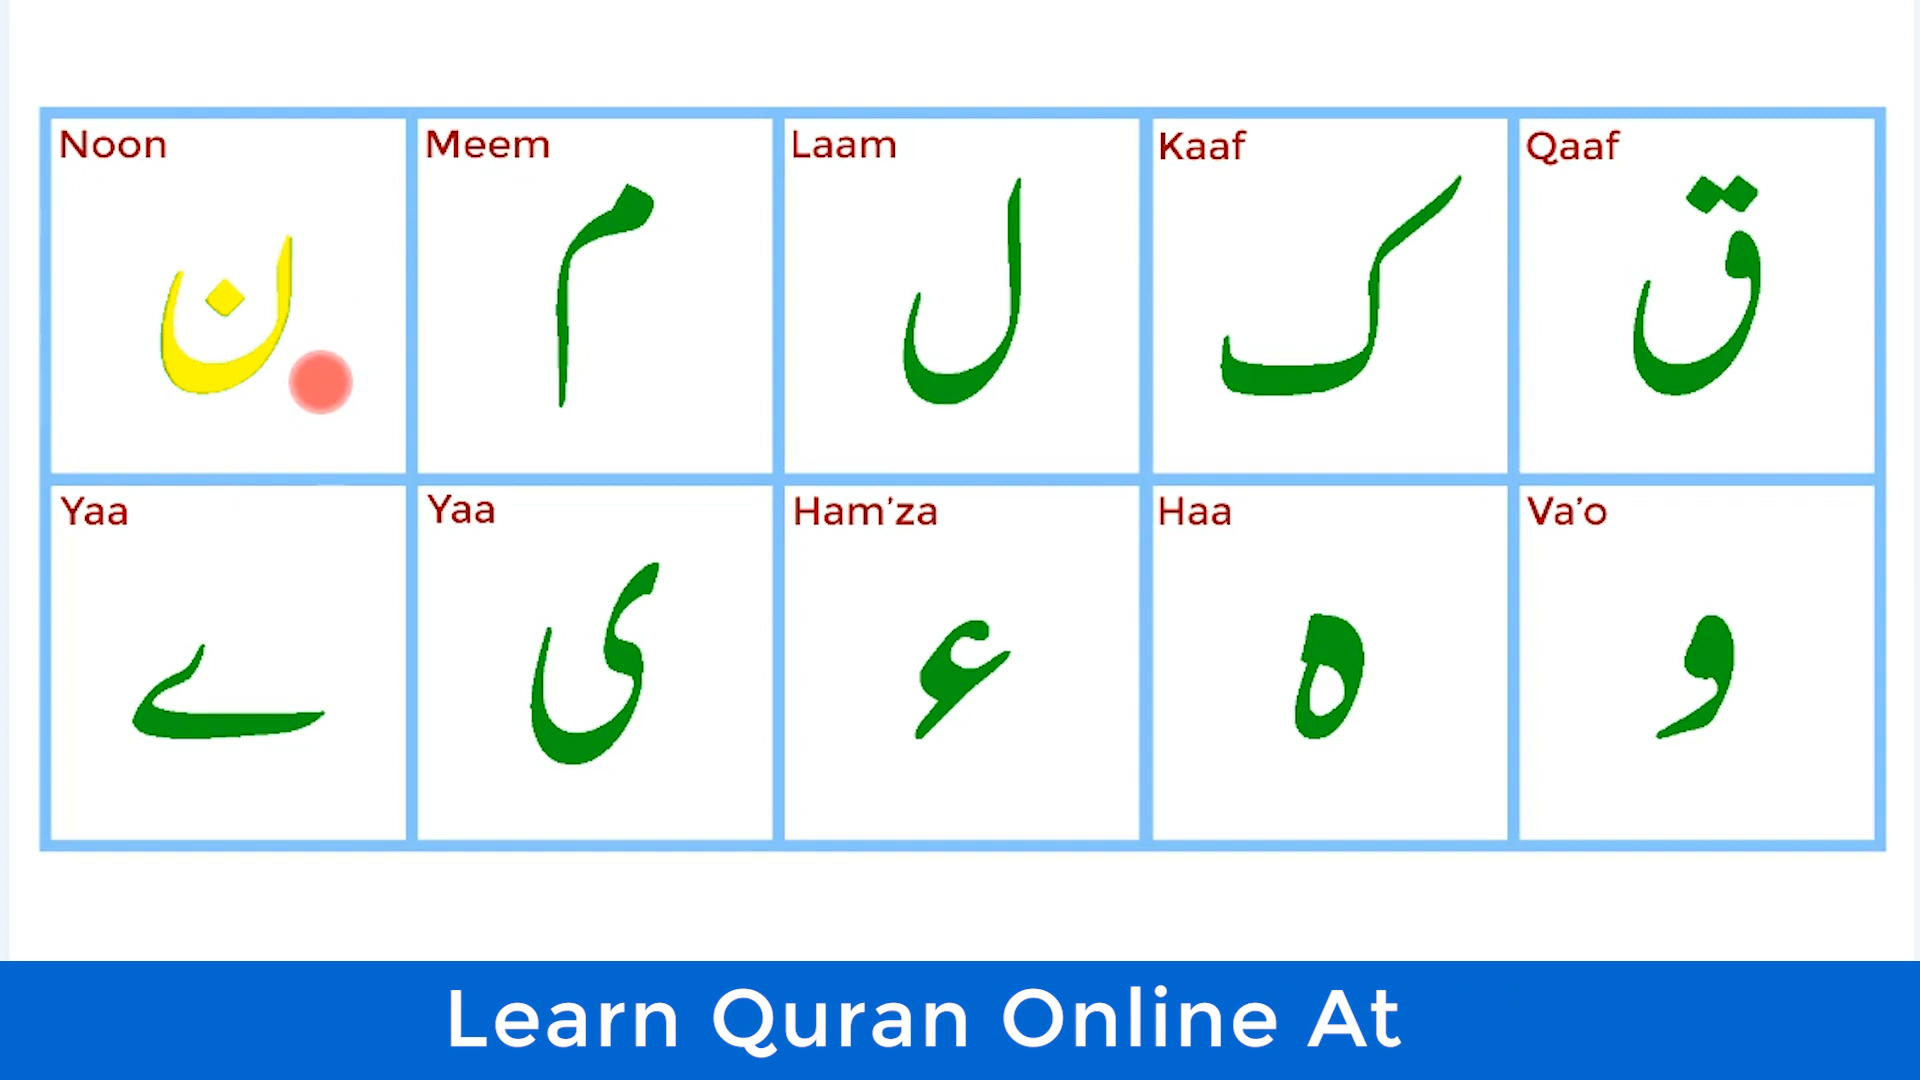 Noon Meem Laam Kaaf Qaaf
ن م ل ک ق
Yaa Yaa Ham’za Haa Va’o
ے ی ء ہ و
Learn Quran Online At